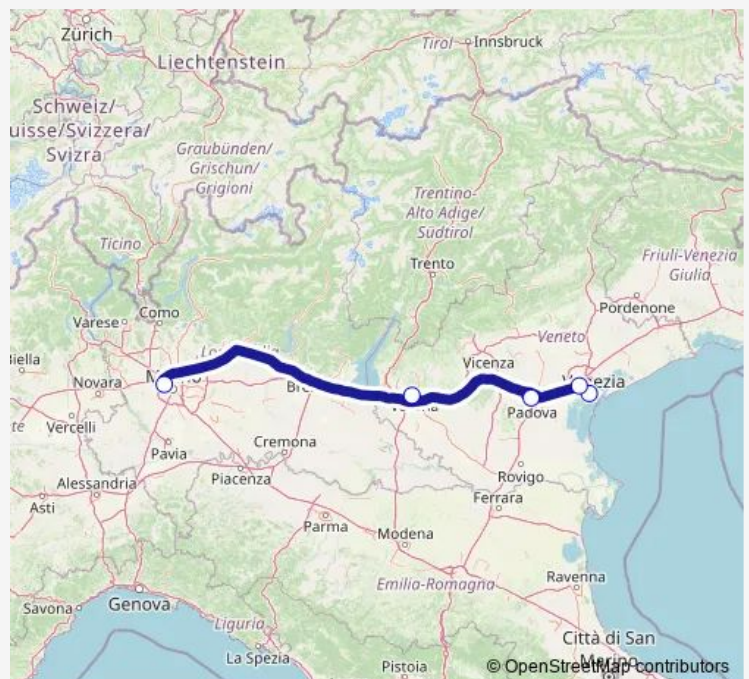 Zürich
Tirol
Innsbruck
Liechtenstein
Schweiz/
uisse/Svizzera/
Svizra
Graubünden/
Grischun/
Grigioni
Trentino-
Alto Adige/
Südtirol
Ticino
Trento
Friuli-Venezia
Giulia
Pordenone
Como
Varese
Veneto
Biella
Vicenza
Venezia
Novara
Padova
Vercelli
Cremona
Pavia
Rovigo
Piacenza
Alessandria
Ferrara
Asti
Parma
Modena
Emilia-Romagna
Ravenna
Savona
Genova
Liguria
Città di San
Marino
La Spezia
Pistoia
© OpenStreetMap contributors